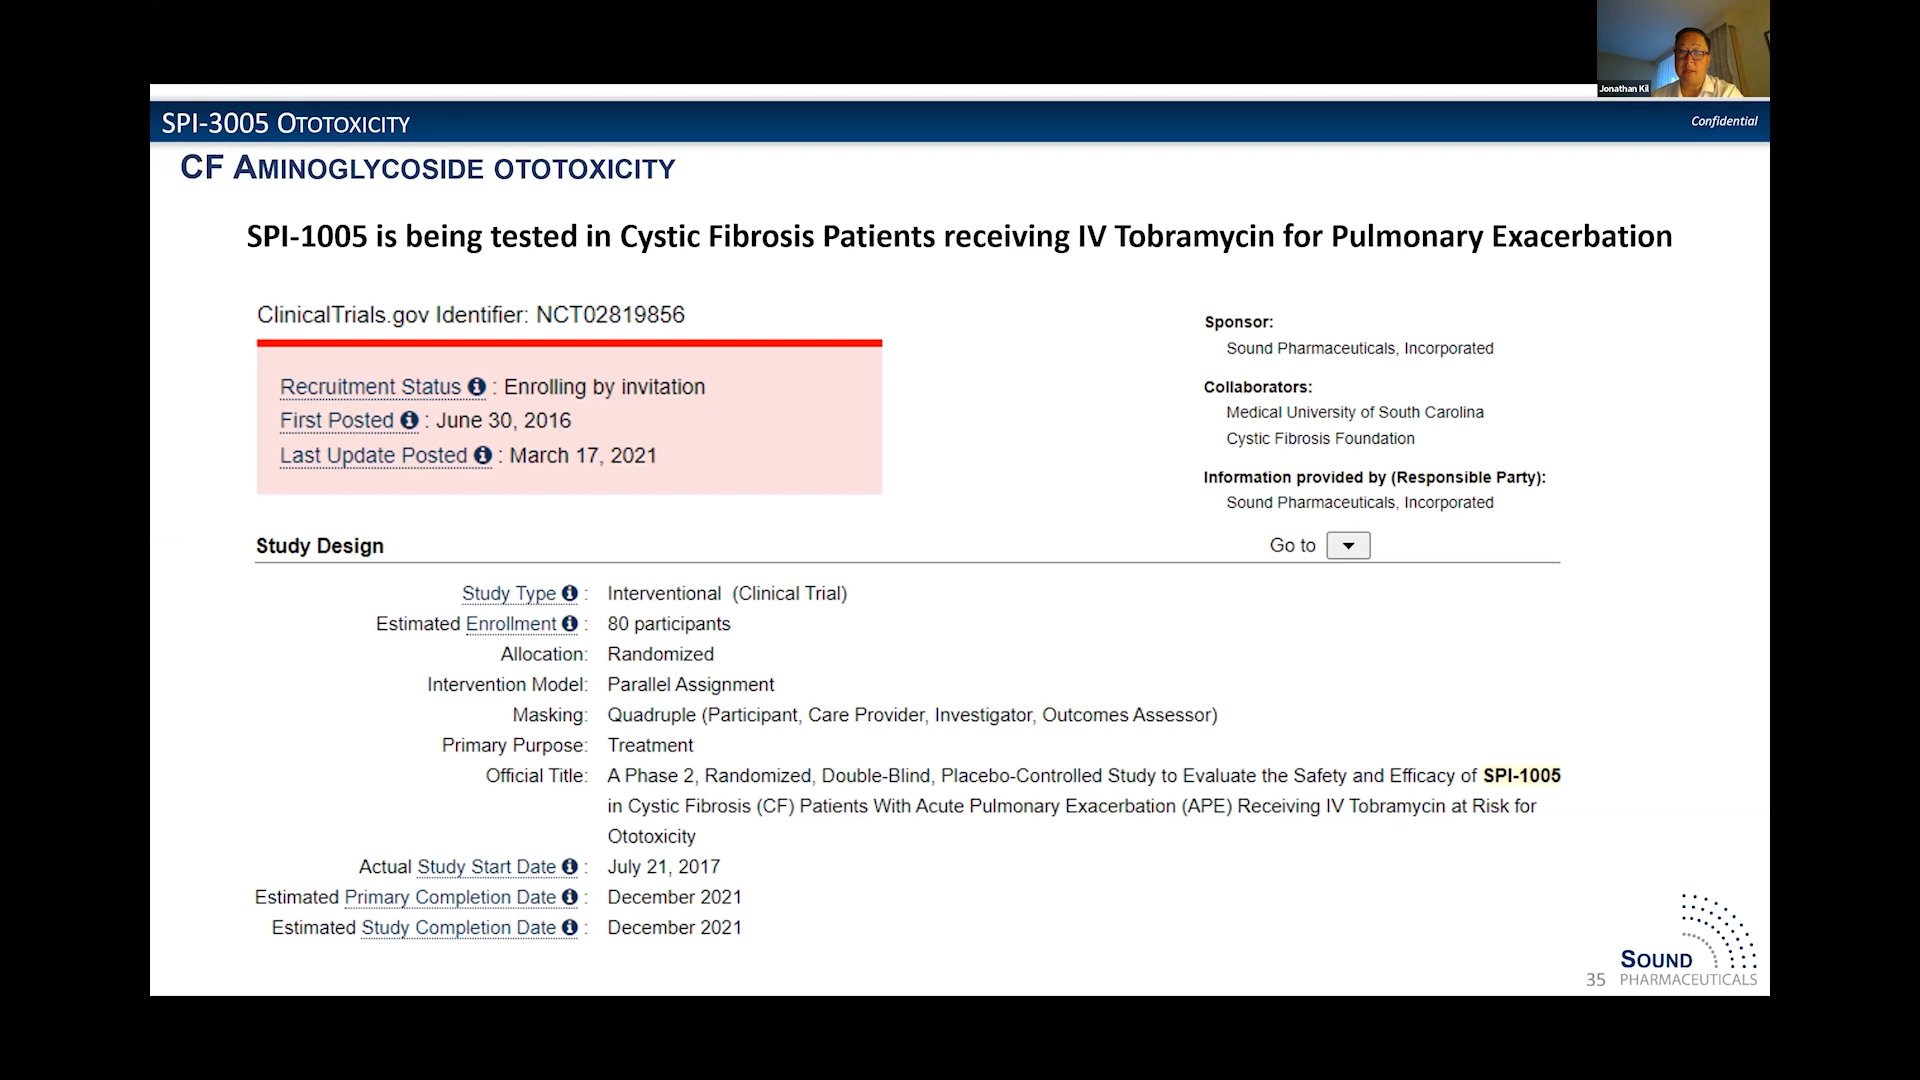 Jonathan Kil
SPI-3005 OTOTOXICITY
Confidential
CF AMINOGLYCOSIDE OTOTOXICITY
SPI-1005 is being tested in Cystic Fibrosis Patients receiving IV Tobramycin for Pulmonary Exacerbation
ClinicalTrials.gov Identifier: NCT02819856
Recruitment Status : Enrolling by invitation
First Posted : June 30, 2016
Last Update Posted : March 17, 2021
Sponsor:
Sound Pharmaceuticals, Incorporated
Collaborators:
Medical University of South Carolina
Cystic Fibrosis Foundation
Information provided by (Responsible Party):
Sound Pharmaceuticals, Incorporated
Study Design
Go to
Study Type : Interventional (Clinical Trial)
Estimated Enrollment : 80 participants
Allocation: Randomized
Intervention Model: Parallel Assignment
Masking: Quadruple (Participant, Care Provider, Investigator, Outcomes Assessor)
Primary Purpose: Treatment
Official Title: A Phase 2, Randomized, Double-Blind, Placebo-Controlled Study to Evaluate the Safety and Efficacy of SPI-1005
in Cystic Fibrosis (CF) Patients With Acute Pulmonary Exacerbation (APE) Receiving IV Tobramycin at Risk for
Ototoxicity
Actual Study Start Date : July 21, 2017
Estimated Primary Completion Date : December 2021
Estimated Study Completion Date : December 2021
SOUND
PHARMACEUTICALS
35